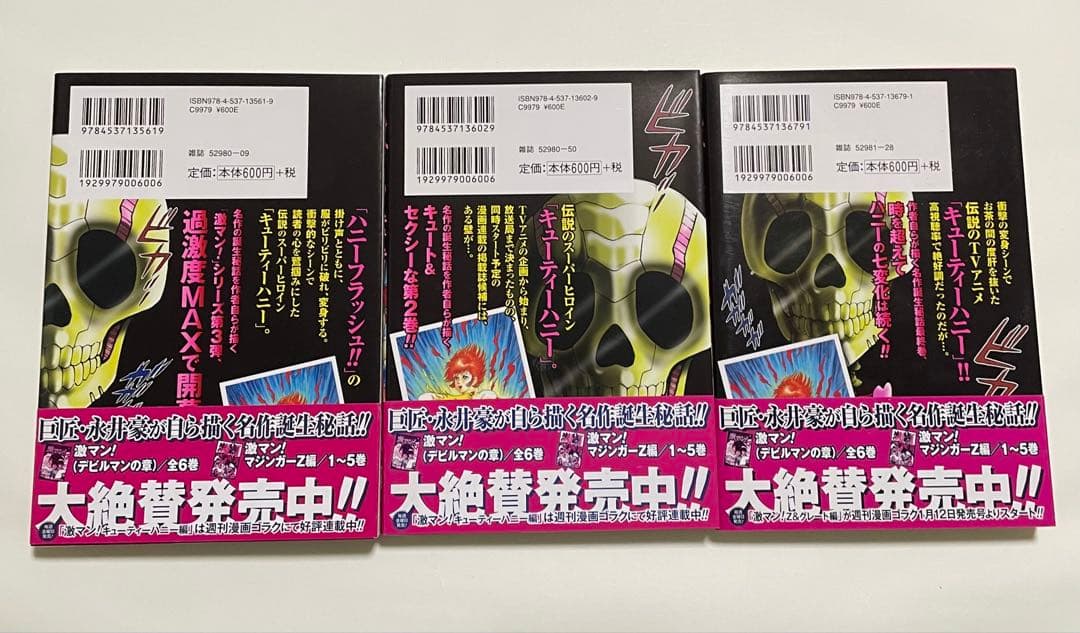 ISBN978-4-537-13561-9
C9979 ¥600E
9784537135619
雑誌 52980-09
定価:本体600円+税
1929979006006
ビカッ
「ハニーフラッシュ!!」の
掛け声とともに、
服がビリビリに破れ、変身する。
衝撃的なシーンで
読者の心を鷲掴みにした
伝説のスーパーヒロイン
「キューティーハニー」。
名作の誕生秘話を作者自らが描く
激マン!シリーズ第3弾、
過激度MAXで開
巨匠・永井豪が自ら描く名作誕生秘話!!
激マン!
(デビルマンの章)/全6巻
激マン!
マジンガーZ編/1~5巻
大絶賛発売中!!
「激マン!キューティーハニー編」は週刊漫画ゴラクにて好評連載中!!
ISBN978-4-537-13602-9
C9979 ¥600E
9784537136029
雑誌 52980-50
定価:本体600円+税
1929979006006
ビカッ
伝説のスーパーヒロイン
「キューティーハニー」。
TVアニメの企画から始まり、
放送局まで決まったものの、
同時スタート予定の
漫画連載の掲載誌候補には、
ある壁が…。
名作の誕生秘話を作者自らが描く
キュート&
セクシーな第2巻!!
巨匠・永井豪が自ら描く名作誕生秘話!!
激マン!
(デビルマンの章)/全6巻
激マン!
マジンガーZ編/1~5巻
大絶賛発売中!!
「激マン!キューティーハニー編」は週刊漫画ゴラクにて好評連載中!!
ISBN978-4-537-13679-1
C9979 ¥600E
9784537136791
雑誌 52981-28
定価:本体600円+税
1929979006006
衝撃の変身シーンで
お茶の間の度肝を抜いた
伝説のTVアニメ
「キューティーハニー」!!
高視聴率で絶好調だったのだが…。
作者自らが描く名作誕生秘話最終巻、
時を超えて
ハニーの七変化は続く!!
巨匠・永井豪が自ら描く名作誕生秘話!!
激マン!
(デビルマンの章)/全6巻
激マン!
マジンガーZ編/1~5巻
大絶賛発売中!!
「激マン!Z&グレート編」が週刊漫画ゴラク1月12日発売号よりスタート!!